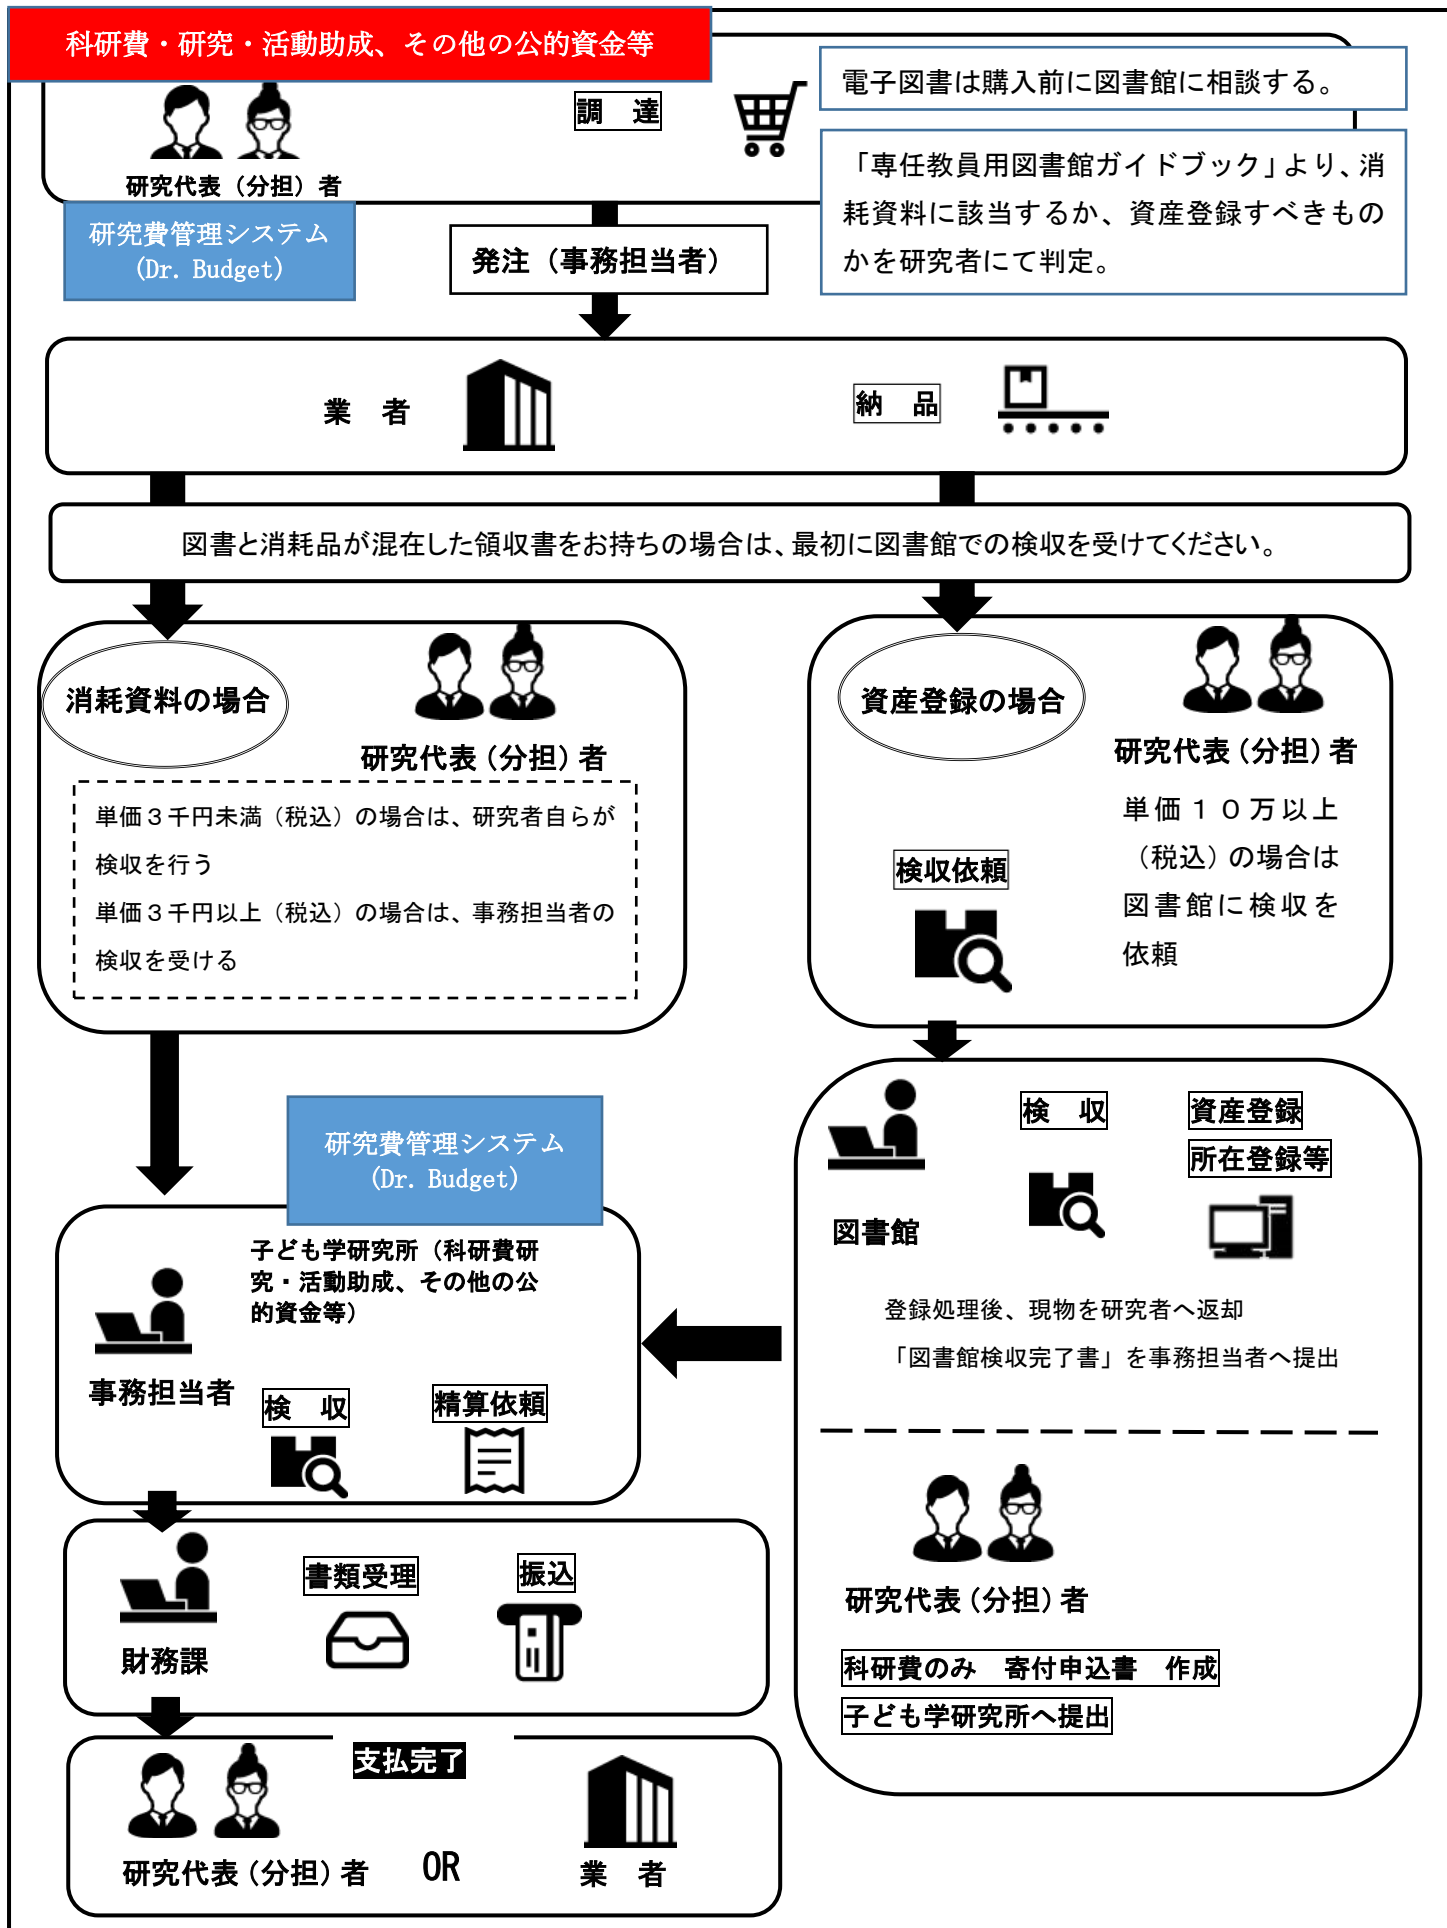 科研費・研究・活動助成、その他の公的資金等
電子図書は購入前に図書館に相談する。
調　達
研究代表（分担）者
「専任教員用図書館ガイドブック」より、消
耗資料に該当するか、資産登録すべきもの
かを研究者にて判定。
研究費管理システム
(Dr. Budget)
発注（事務担当者）
業　者
納　品
図書と消耗品が混在した領収書をお持ちの場合は、最初に図書館での検収を受けてください。
消耗資料の場合
研究代表（分担）者
単価３千円未満（税込）の場合は、研究者自らが
検収を行う
単価３千円以上（税込）の場合は、事務担当者の
検収を受ける
資産登録の場合
研究代表（分担）者
検収依頼
単価１０万以上
（税込）の場合は
図書館に検収を
依頼
図書館
検　収
資産登録
所在登録等
登録処理後、現物を研究者へ返却
「図書館検収完了書」を事務担当者へ提出
研究代表（分担）者
科研費のみ　寄付申込書　作成
子ども学研究所へ提出
研究費管理システム
(Dr. Budget)
子ども学研究所（科研費研
究・活動助成、その他の公
的資金等）
事務担当者
検　収
精算依頼
財務課
書類受理
振込
支払完了
研究代表（分担）者
OR
業　者